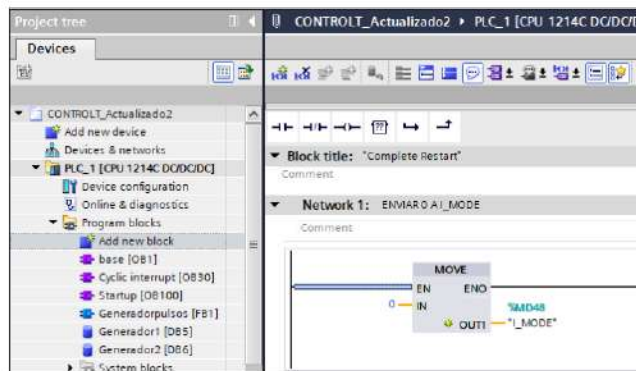 Project tree
CONTROLT_Actualizado2 ▸ PLC_1 [CPU 1214C DC/DC/
Devices
CONTROLT_Actualizado2
Add new device
Devices & networks
PLC_1 [CPU 1214C DC/DC/DC]
Device configuration
Online & diagnostics
Program blocks
Add new block
base [OB1]
Cyclic interrupt [OB30]
Startup [OB100]
Generadorpulsos [FB1]
Generador1 [DB5]
Generador2 [DB6]
System blocks
Block title: "Complete Restart"
Comment
Network 1: ENVIAR 0 A I_MODE
Comment
MOVE
EN ENO
0 IN
%MD48
OUT1 "I_MODE"